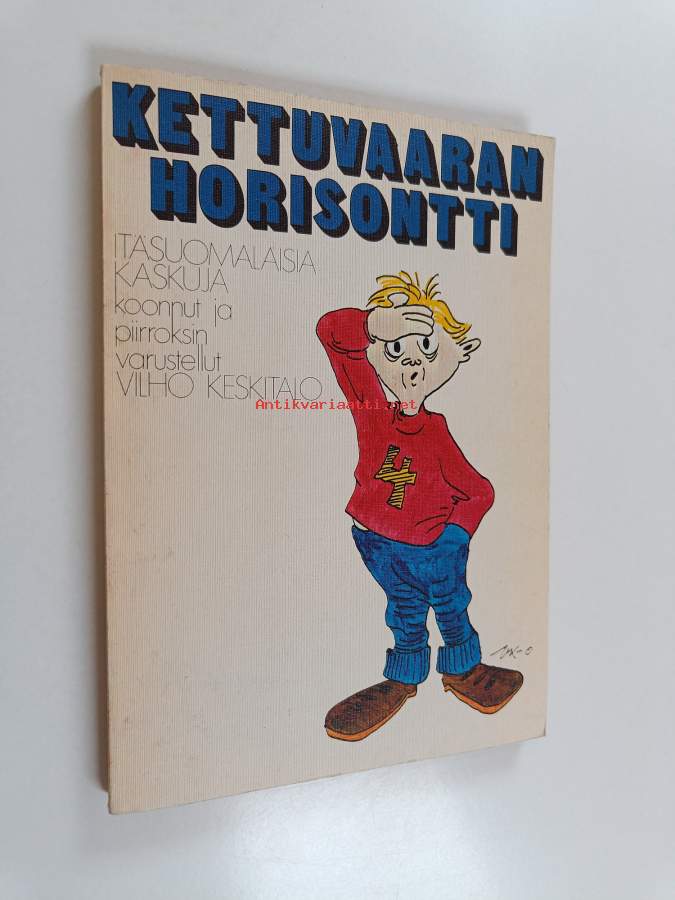 KETTUVAARAN
HORISONTTI
ITÄSUOMALAISIA
KASKUJA
koonnut ja
piirroksin
varustellut
VILHO KESKITALO
Antikvariaatti.net
4